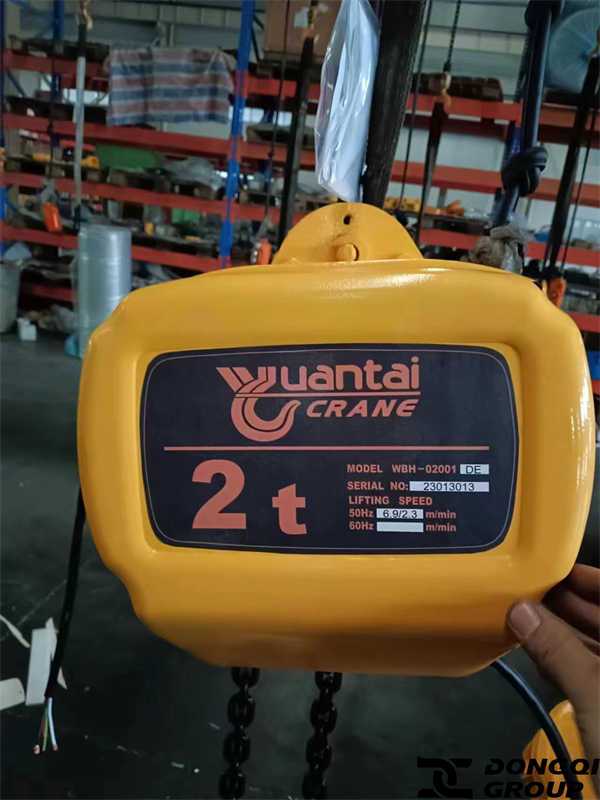 Yuantai
CRANE
2 t
MODEL WBH-02001 DE
SERIAL NO: 23013013
LIFTING SPEED
50Hz 6.9/2.3 m/min
60Hz m/min
DONGQI
GROUP